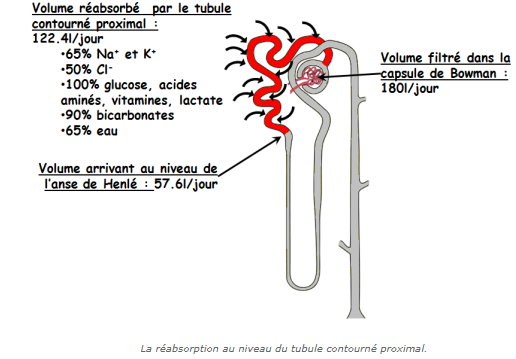 Volume réabsorbé par le tubule
contourné proximal :
122.4l/jour
•65% Na⁺ et K⁺
•50% Cl⁻
•100% glucose, acides
aminés, vitamines, lactate
•90% bicarbonates
•65% eau
Volume filtré dans la
capsule de Bowman :
180l/jour
Volume arrivant au niveau de
l'anse de Henlé : 57.6l/jour
La réabsorption au niveau du tubule contourné proximal.